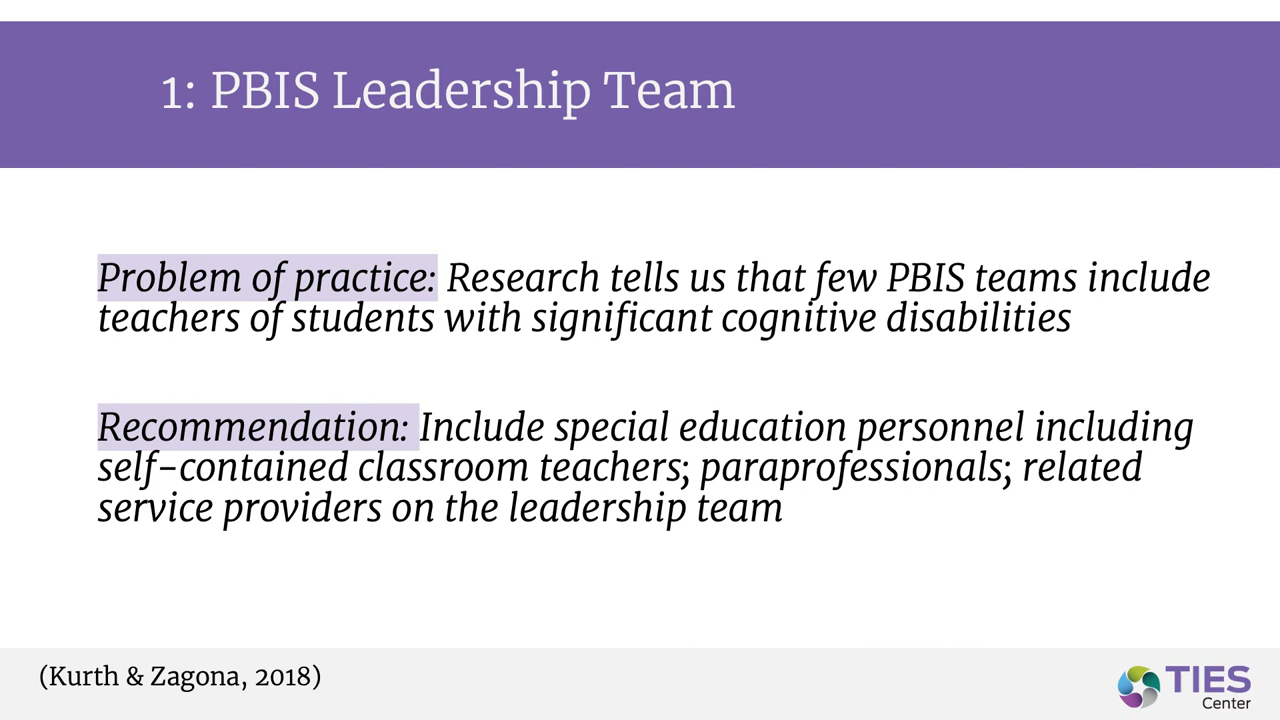 1: PBIS Leadership Team
Problem of practice: Research tells us that few PBIS teams include
teachers of students with significant cognitive disabilities
Recommendation: Include special education personnel including
self-contained classroom teachers; paraprofessionals; related
service providers on the leadership team
(Kurth & Zagona, 2018)
TIES
Center